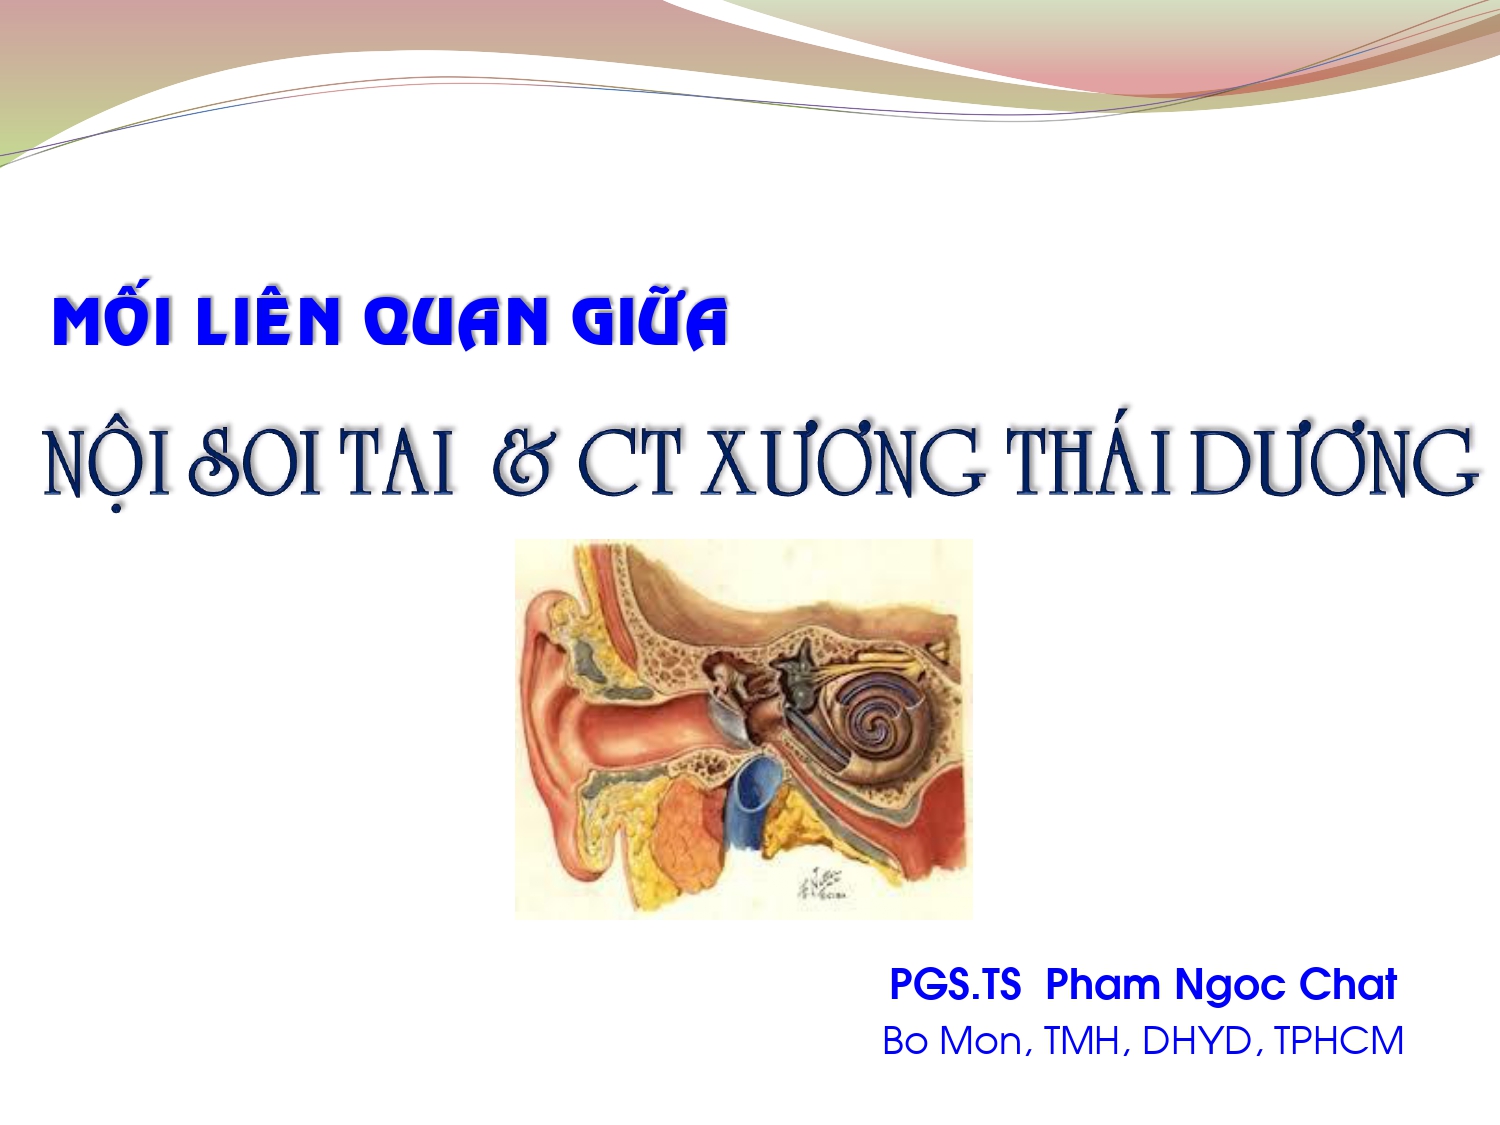 MỐI LIÊN QUAN GIỮA
NỘI SOI TAI & CT XƯƠNG THÁI DƯƠNG
PGS.TS Pham Ngoc Chat
Bo Mon, TMH, DHYD, TPHCM